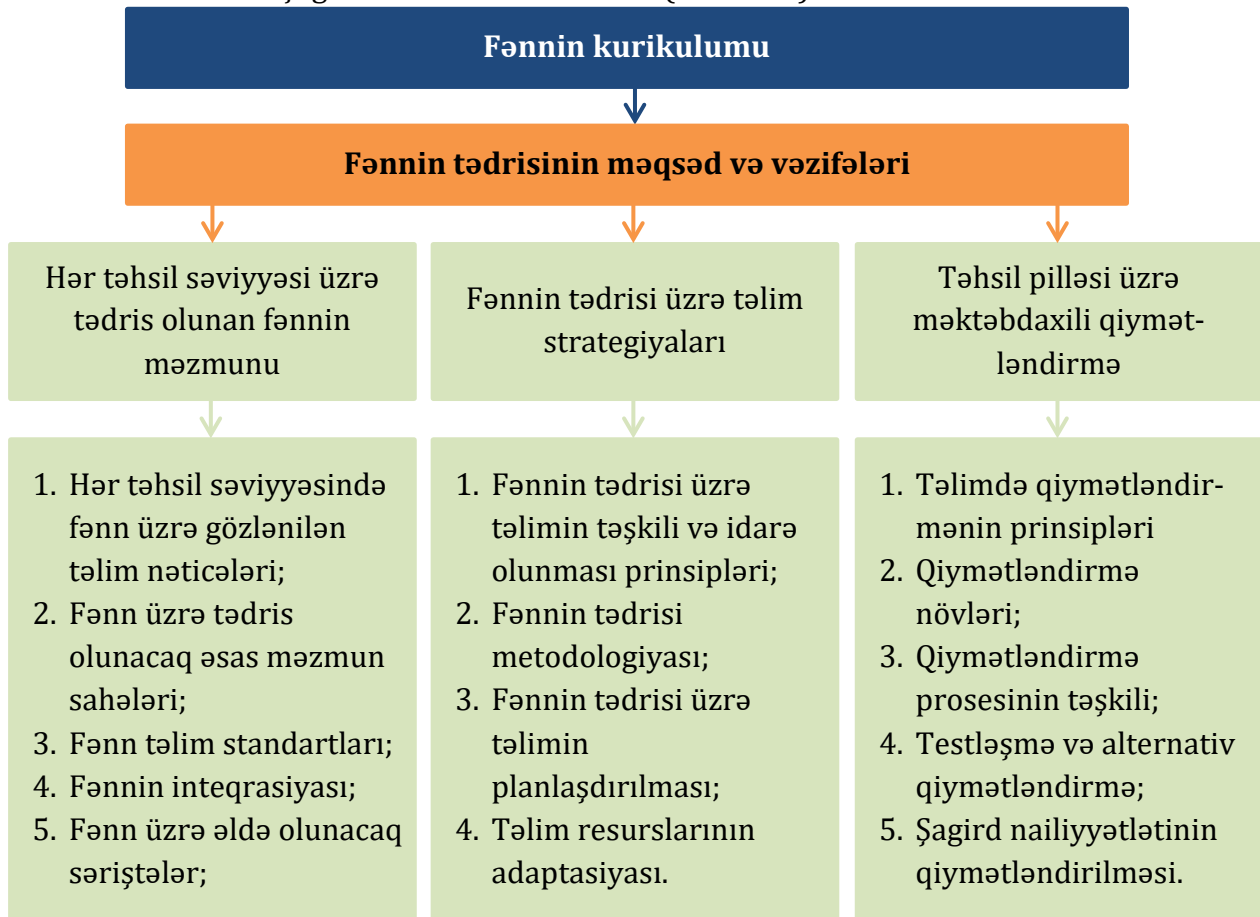 Fənnin kurikulumu
Fənnin tədrisinin məqsəd və vəzifələri
Hər təhsil səviyyəsi üzrə
tədris olunan fənnin
məzmunu
Fənnin tədrisi üzrə təlim
strategiyaları
Təhsil pilləsi üzrə
məktəbdaxili qiymət-
ləndirmə
1. Hər təhsil səviyyəsində
fənn üzrə gözlənilən
təlim nəticələri;
2. Fənn üzrə tədris
olunacaq əsas məzmun
sahələri;
3. Fənn təlim standartları;
4. Fənnin inteqrasiyası;
5. Fənn üzrə əldə olunacaq
səriştələr;
1. Fənnin tədrisi üzrə
təlimin təşkili və idarə
olunması prinsipləri;
2. Fənnin tədrisi
metodologiyası;
3. Fənnin tədrisi üzrə
təlimin
planlaşdırılması;
4. Təlim resurslarının
adaptasiyası.
1. Təlimdə qiymətləndir-
mənin prinsipləri
2. Qiymətləndirmə
növləri;
3. Qiymətləndirmə
prosesinin təşkili;
4. Testləşmə və alternativ
qiymətləndirmə;
5. Şagird nailiyyətlətinin
qiymətləndirilməsi.